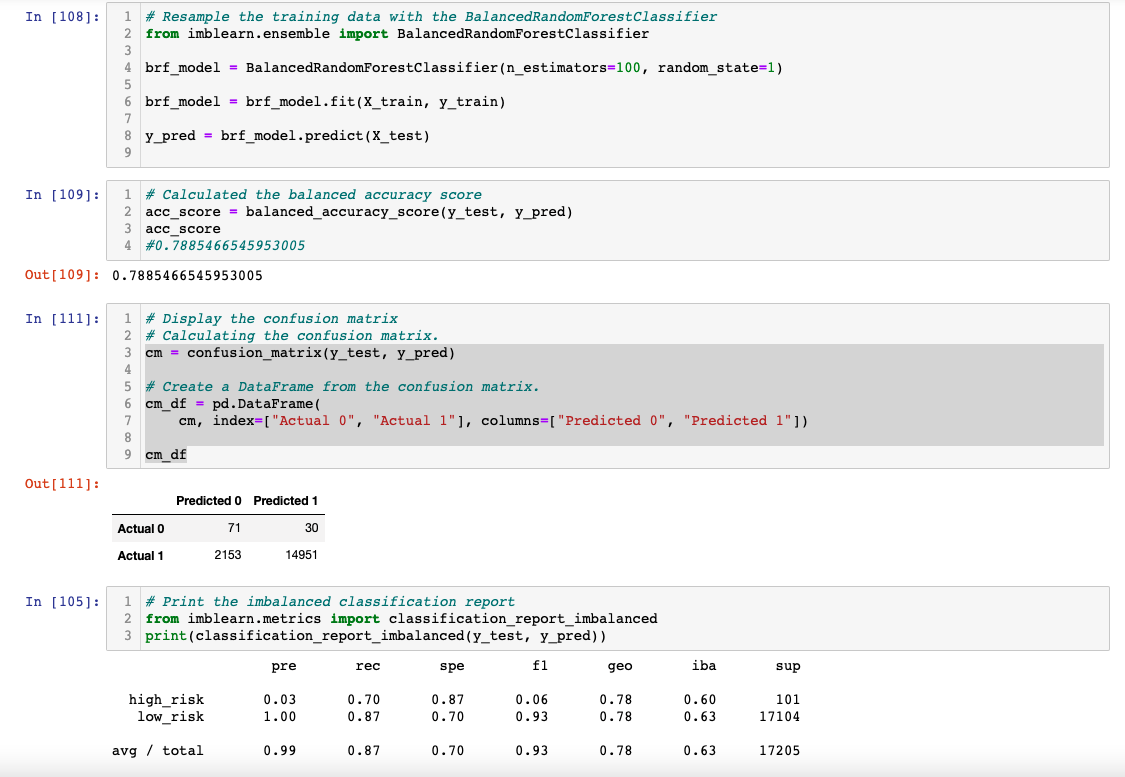 In [108]:
1 # Resample the training data with the BalancedRandomForestClassifier
2 from imblearn.ensemble import BalancedRandomForestClassifier
3
4 brf_model = BalancedRandomForestClassifier(n_estimators=100, random_state=1)
5
6 brf_model = brf_model.fit(X_train, y_train)
7
8 y_pred = brf_model.predict(X_test)
9
In [109]:
1 # Calculated the balanced accuracy score
2 acc_score = balanced_accuracy_score(y_test, y_pred)
3 acc_score
4 #0.7885466545953005
Out[109]: 0.7885466545953005
In [111]:
1 # Display the confusion matrix
2 # Calculating the confusion matrix.
3 cm = confusion_matrix(y_test, y_pred)
4
5 # Create a DataFrame from the confusion matrix.
6 cm_df = pd.DataFrame(
7     cm, index=["Actual 0", "Actual 1"], columns=["Predicted 0", "Predicted 1"])
8
9 cm_df
Out[111]:
Predicted 0 Predicted 1
Actual 0 71 30
Actual 1 2153 14951
In [105]:
1 # Print the imbalanced classification report
2 from imblearn.metrics import classification_report_imbalanced
3 print(classification_report_imbalanced(y_test, y_pred))
pre rec spe f1 geo iba sup
high_risk 0.03 0.70 0.87 0.06 0.78 0.60 101
low_risk 1.00 0.87 0.70 0.93 0.78 0.63 17104
avg / total 0.99 0.87 0.70 0.93 0.78 0.63 17205